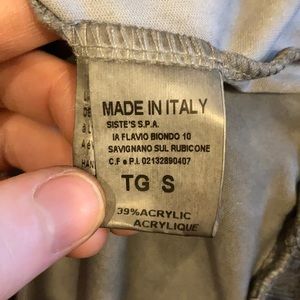 MADE IN ITALY
SISTE'S S.P.A.
IA FLAVIO BIONDO 10
SAVIGNANO SUL RUBICONE
C.F e P.I. 02132890407
TG S
39%ACRYLIC
ACRYLIQUE